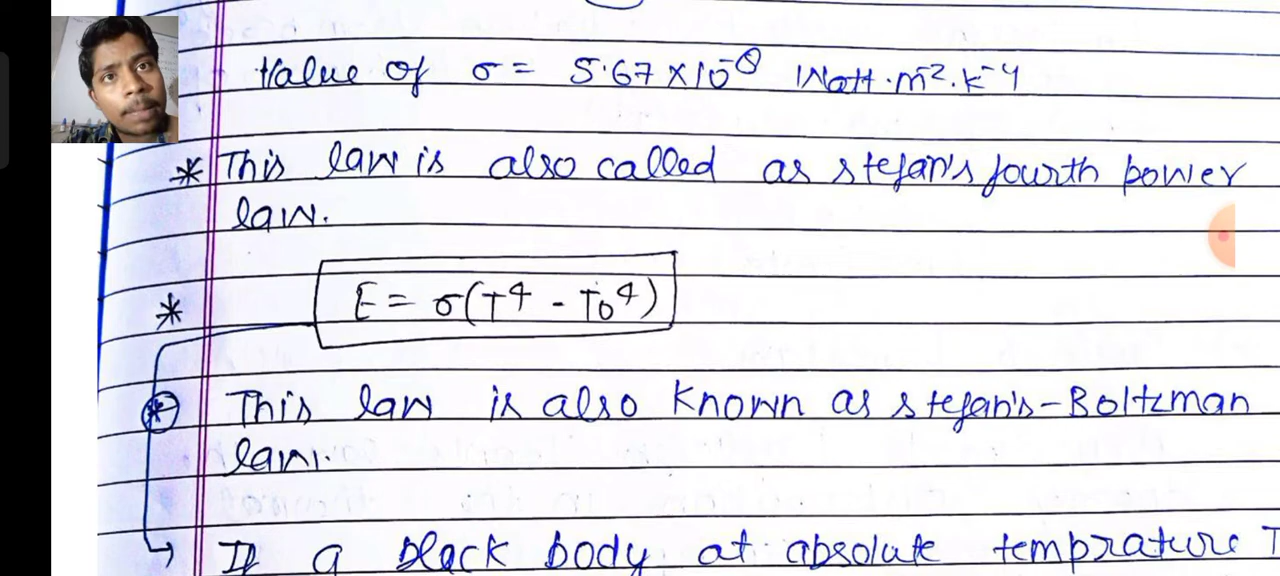 Value of σ = 5.67 × 10⁻⁸ Watt.m⁻².k⁻⁴
* This law is also called as stefan's fourth power
law.
* E = σ(T⁴ - T₀⁴)
* This law is also known as stefan's-Boltzman
law.
If a black body at absolute temprature T